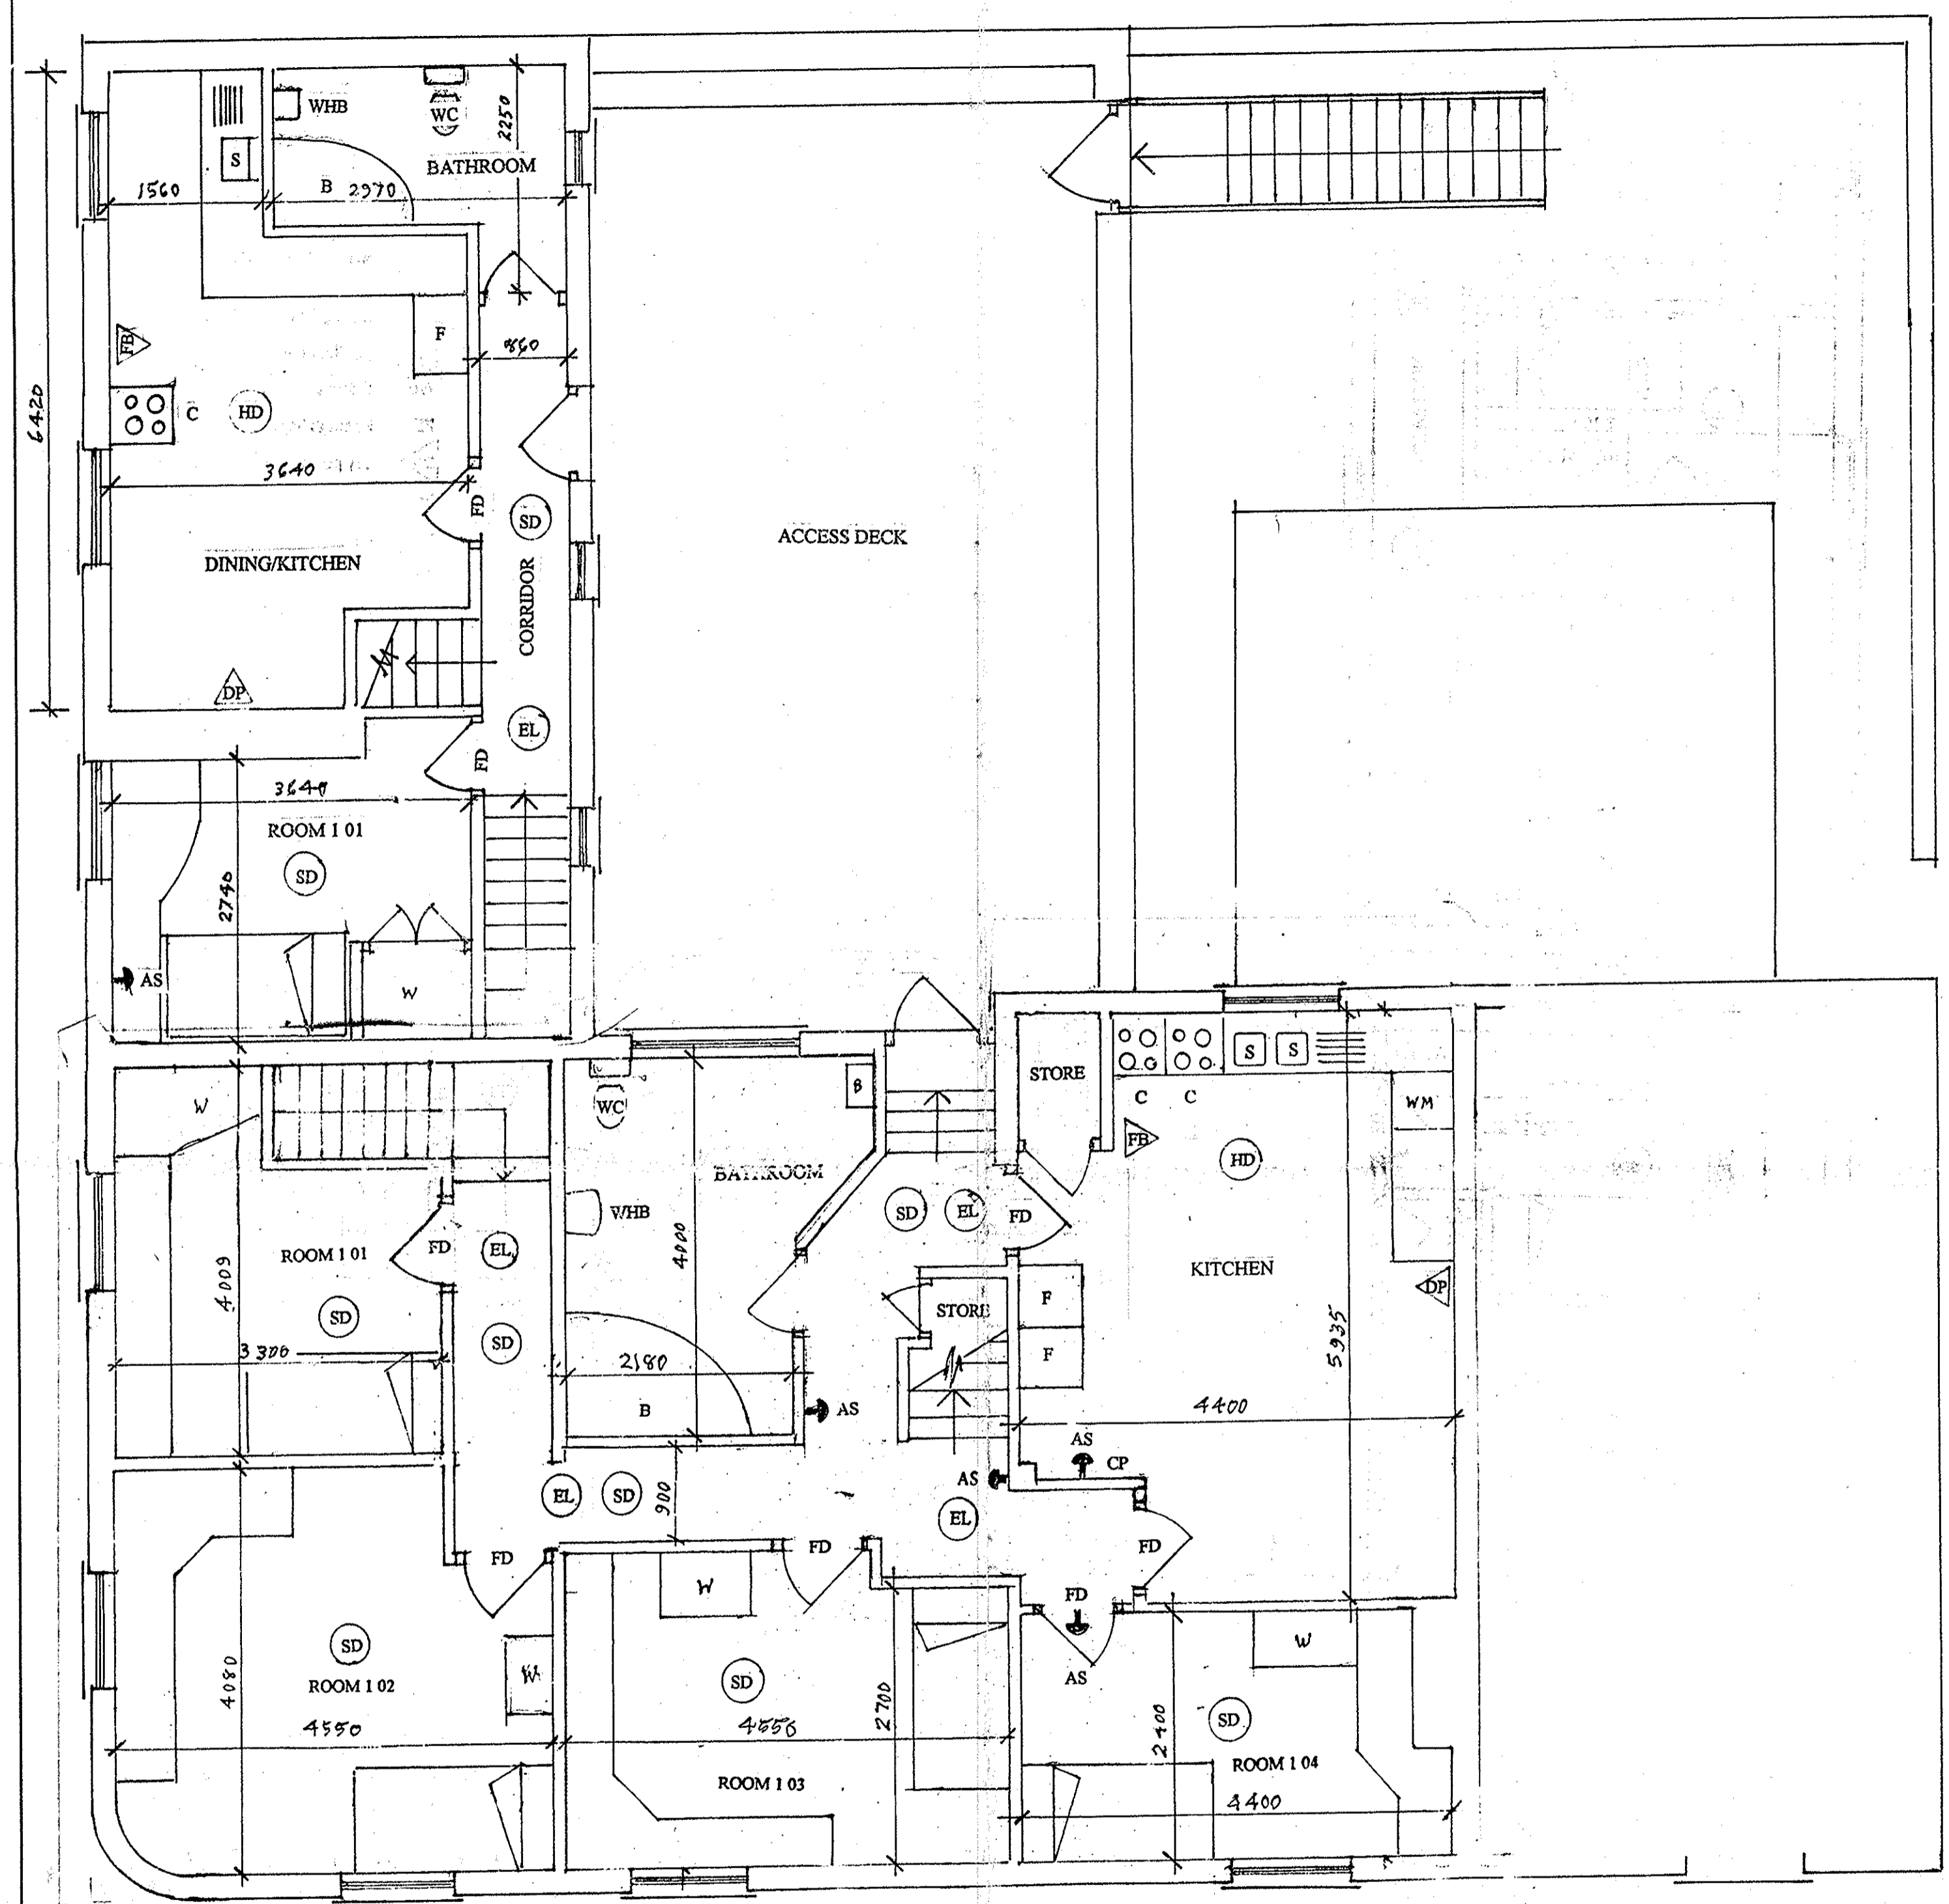 WHB
WC
2250
BATHROOM
S
1560
B
2970
FB
F
860
6420
C
HD
3640
FD
SD
DINING/KITCHEN
CORRIDOR
ACCESS DECK
DP
EL
FD
3640
ROOM 1 01
SD
2740
AS
W
W
WC
B
STORE
S
S
C
C
WM
FB
HD
BATHROOM
WHB
4000
SD
EL
FD
ROOM 1 01
FD
EL
KITCHEN
DP
4009
SD
SD
STORE
F
F
3300
2180
5935
B
AS
4400
AS
CP
AS
EL
SD
900
EL
FD
FD
FD
FD
W
AS
SD
ROOM 1 02
W
SD
W
4080
4550
4550
2700
2400
SD
ROOM 1 03
ROOM 1 04
4400